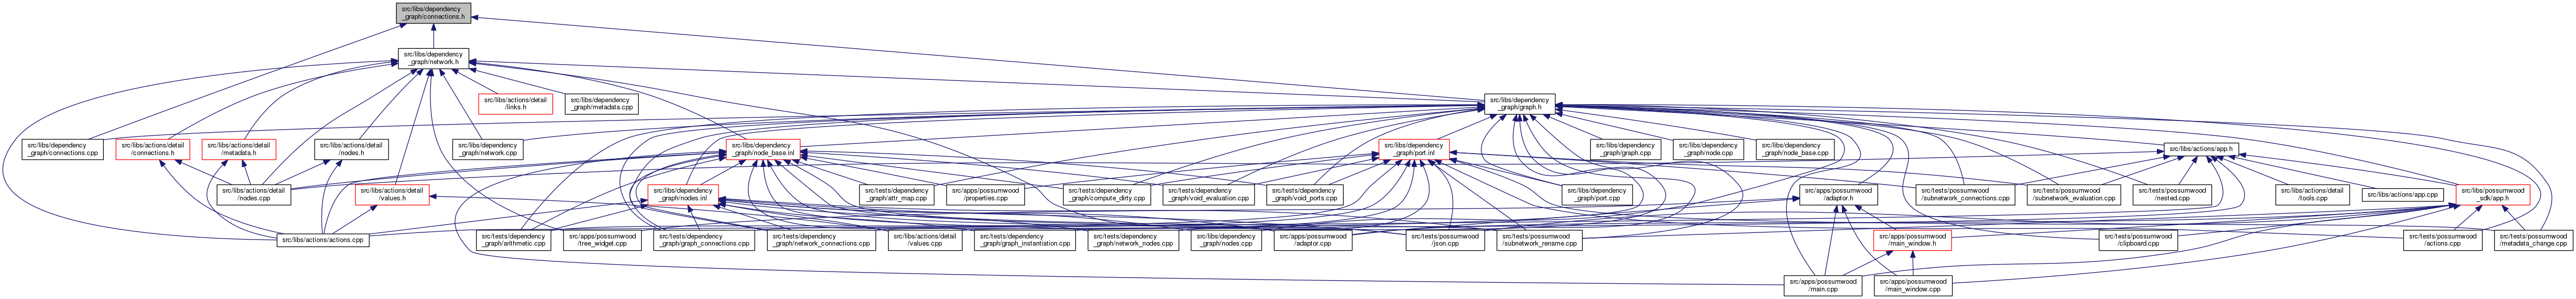 src/libs/dependency
_graph/connections.h
src/libs/dependency
_graph/network.h
src/libs/actions/detail
/links.h
src/libs/dependency
_graph/metadata.cpp
src/libs/dependency
_graph/graph.h
src/libs/dependency
_graph/connections.cpp
src/libs/actions/detail
/connections.h
src/libs/actions/detail
/metadata.h
src/libs/actions/detail
/nodes.h
src/libs/dependency
_graph/network.cpp
src/libs/dependency
_graph/node_base.inl
src/libs/dependency
_graph/port.inl
src/libs/dependency
_graph/graph.cpp
src/libs/dependency
_graph/node.cpp
src/libs/dependency
_graph/node_base.cpp
src/libs/actions/app.h
src/libs/actions/detail
/nodes.cpp
src/libs/actions/detail
/values.h
src/libs/dependency
_graph/nodes.inl
src/tests/dependency
_graph/attr_map.cpp
src/apps/possumwood
/properties.cpp
src/tests/dependency
_graph/compute_dirty.cpp
src/tests/dependency
_graph/void_evaluation.cpp
src/tests/dependency
_graph/void_ports.cpp
src/libs/dependency
_graph/port.cpp
src/apps/possumwood
/adaptor.h
src/tests/possumwood
/subnetwork_connections.cpp
src/tests/possumwood
/subnetwork_evaluation.cpp
src/tests/possumwood
/nested.cpp
src/libs/actions/detail
/tools.cpp
src/libs/actions/app.cpp
src/libs/possumwood
_sdk/app.h
src/libs/actions/actions.cpp
src/tests/dependency
_graph/arithmetic.cpp
src/apps/possumwood
/tree_widget.cpp
src/tests/dependency
_graph/graph_connections.cpp
src/tests/dependency
_graph/network_connections.cpp
src/libs/actions/detail
/values.cpp
src/tests/dependency
_graph/graph_instantiation.cpp
src/tests/dependency
_graph/network_nodes.cpp
src/libs/dependency
_graph/nodes.cpp
src/apps/possumwood
/adaptor.cpp
src/tests/possumwood
/json.cpp
src/tests/possumwood
/subnetwork_rename.cpp
src/apps/possumwood
/main_window.h
src/tests/possumwood
/clipboard.cpp
src/tests/possumwood
/actions.cpp
src/tests/possumwood
/metadata_change.cpp
src/apps/possumwood
/main.cpp
src/apps/possumwood
/main_window.cpp